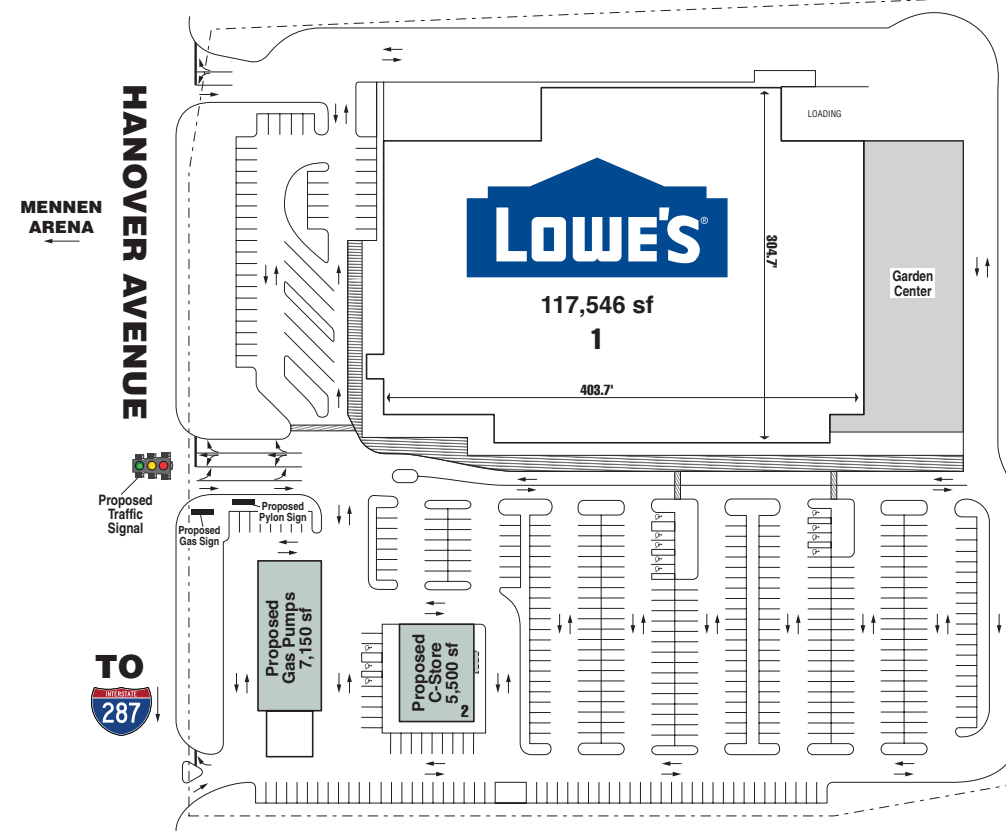 HANOVER AVENUE
MENNEN
ARENA
LOADING
LOWE'S®
117,546 sf
1
304.7'
403.7'
Garden
Center
Proposed
Traffic
Signal
Proposed
Pylon Sign
Proposed
Gas Sign
Proposed
Gas Pumps
7,150 sf
Proposed
C-Store
5,500 sf
2
TO
INTERSTATE
287